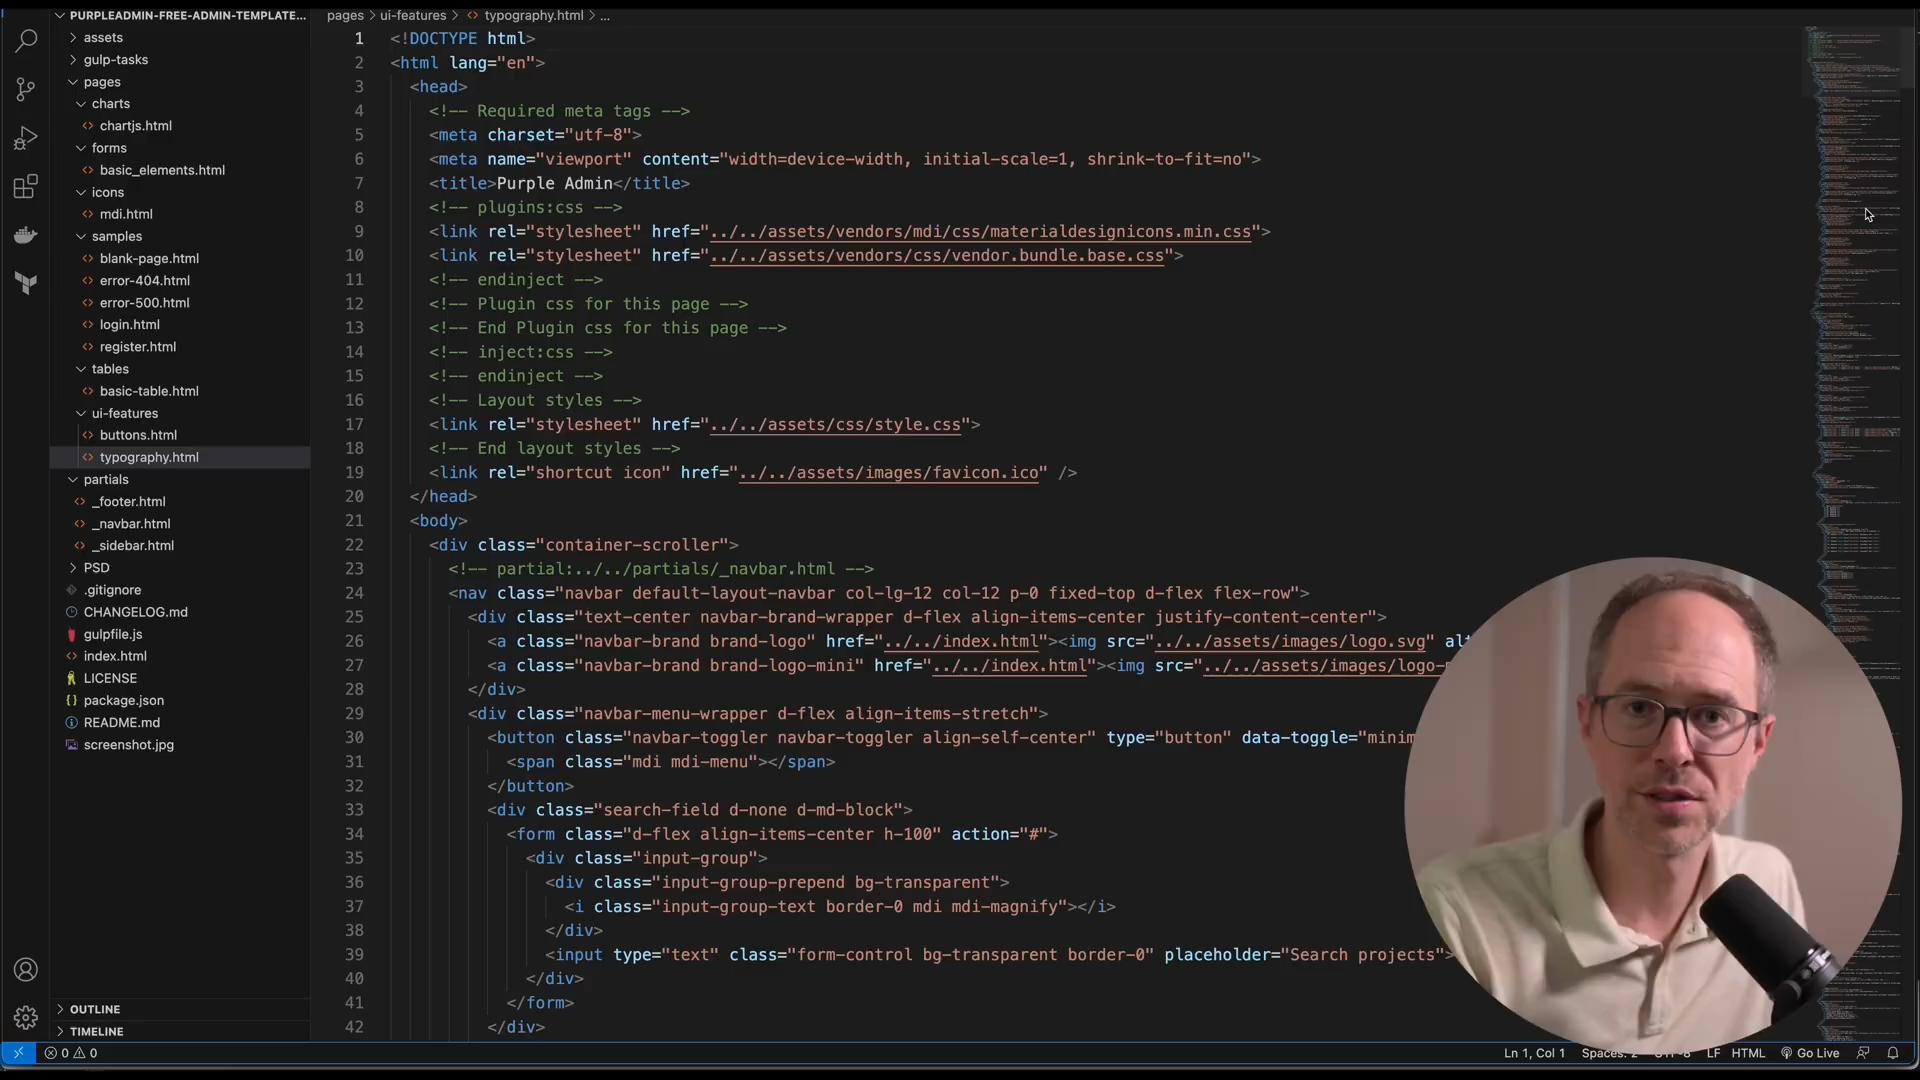 PURPLEADMIN-FREE-ADMIN-TEMPLATE...
assets
gulp-tasks
pages
charts
chartjs.html
forms
basic_elements.html
icons
mdi.html
samples
blank-page.html
error-404.html
error-500.html
login.html
register.html
tables
basic-table.html
ui-features
buttons.html
typography.html
partials
_footer.html
_navbar.html
_sidebar.html
PSD
.gitignore
CHANGELOG.md
gulpfile.js
index.html
LICENSE
package.json
README.md
screenshot.jpg
OUTLINE
TIMELINE
pages > ui-features > typography.html > ...
1 <!DOCTYPE html>
2 <html lang="en">
3 <head>
4 <!-- Required meta tags -->
5 <meta charset="utf-8">
6 <meta name="viewport" content="width=device-width, initial-scale=1, shrink-to-fit=no">
7 <title>Purple Admin</title>
8 <!-- plugins:css -->
9 <link rel="stylesheet" href="../../assets/vendors/mdi/css/materialdesignicons.min.css">
10 <link rel="stylesheet" href="../../assets/vendors/css/vendor.bundle.base.css">
11 <!-- endinject -->
12 <!-- Plugin css for this page -->
13 <!-- End Plugin css for this page -->
14 <!-- inject:css -->
15 <!-- endinject -->
16 <!-- Layout styles -->
17 <link rel="stylesheet" href="../../assets/css/style.css">
18 <!-- End layout styles -->
19 <link rel="shortcut icon" href="../../assets/images/favicon.ico" />
20 </head>
21 <body>
22 <div class="container-scroller">
23 <!-- partial:../../partials/_navbar.html -->
24 <nav class="navbar default-layout-navbar col-lg-12 col-12 p-0 fixed-top d-flex flex-row">
25 <div class="text-center navbar-brand-wrapper d-flex align-items-center justify-content-center">
26 <a class="navbar-brand brand-logo" href="../../index.html"><img src="../../assets/images/logo.svg" alt
27 <a class="navbar-brand brand-logo-mini" href="../../index.html"><img src="../../assets/images/logo-
28 </div>
29 <div class="navbar-menu-wrapper d-flex align-items-stretch">
30 <button class="navbar-toggler navbar-toggler align-self-center" type="button" data-toggle="minim
31 <span class="mdi mdi-menu"></span>
32 </button>
33 <div class="search-field d-none d-md-block">
34 <form class="d-flex align-items-center h-100" action="#">
35 <div class="input-group">
36 <div class="input-group-prepend bg-transparent">
37 <i class="input-group-text border-0 mdi mdi-magnify"></i>
38 </div>
39 <input type="text" class="form-control bg-transparent border-0" placeholder="Search projects">
40 </div>
41 </form>
42 </div>
0 0 Ln 1, Col 1 Spaces: 2 UTF-8 LF HTML Go Live